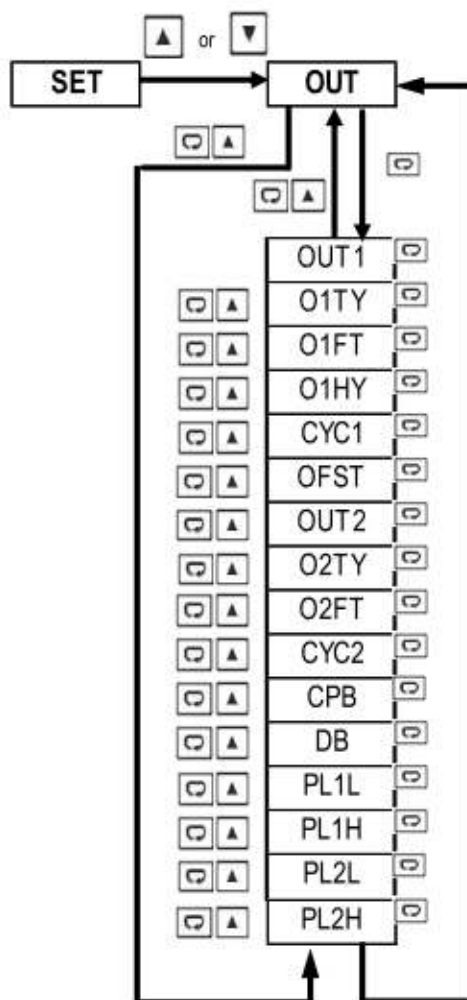 or
SET OUT
OUT1
O1TY
O1FT
O1HY
CYC1
OFST
OUT2
O2TY
O2FT
CYC2
CPB
DB
PL1L
PL1H
PL2L
PL2H